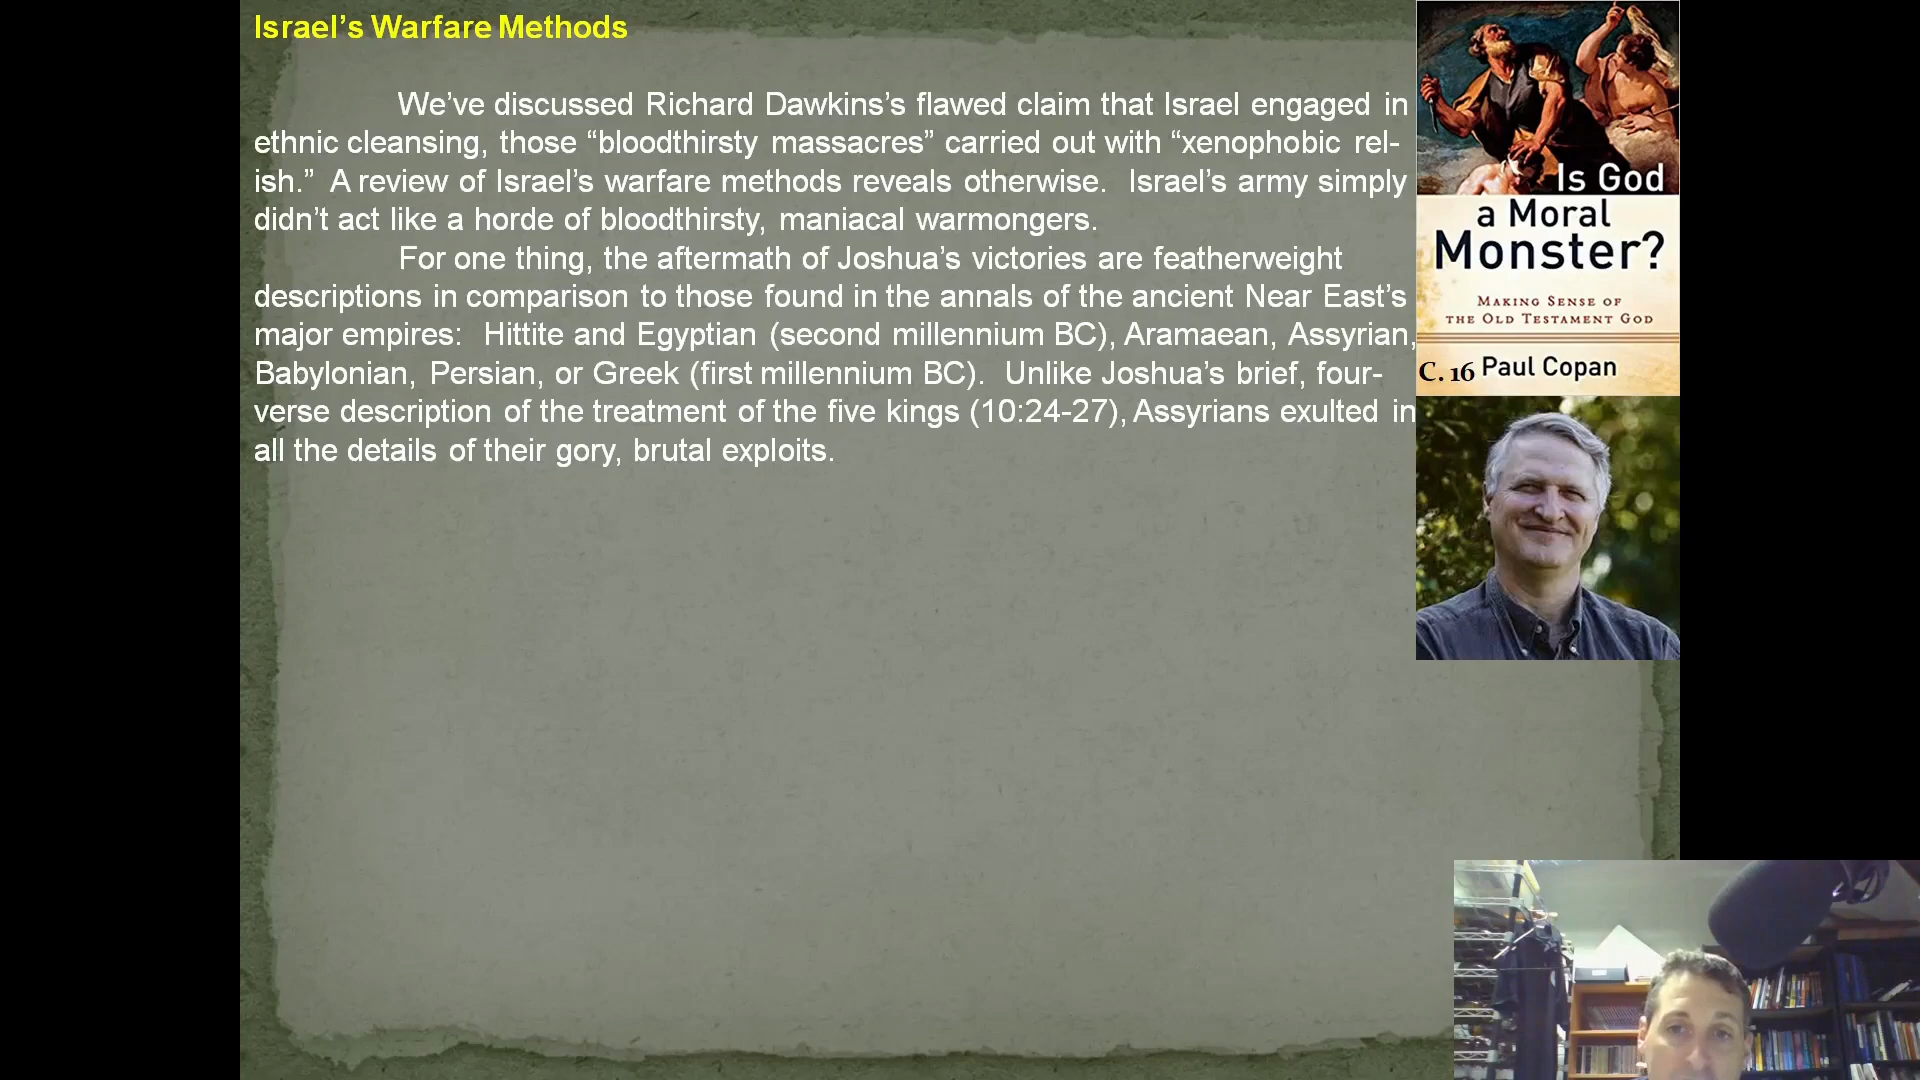 Israel’s Warfare Methods
We’ve discussed Richard Dawkins’s flawed claim that Israel engaged in
ethnic cleansing, those “bloodthirsty massacres” carried out with “xenophobic rel-
ish.”  A review of Israel’s warfare methods reveals otherwise.  Israel’s army simply
didn’t act like a horde of bloodthirsty, maniacal warmongers.
For one thing, the aftermath of Joshua’s victories are featherweight
descriptions in comparison to those found in the annals of the ancient Near East’s
major empires:  Hittite and Egyptian (second millennium BC), Aramaean, Assyrian,
Babylonian, Persian, or Greek (first millennium BC).  Unlike Joshua’s brief, four-
verse description of the treatment of the five kings (10:24-27), Assyrians exulted in
all the details of their gory, brutal exploits.
Is God
a Moral
Monster?
Making Sense of
the Old Testament God
C. 16 Paul Copan